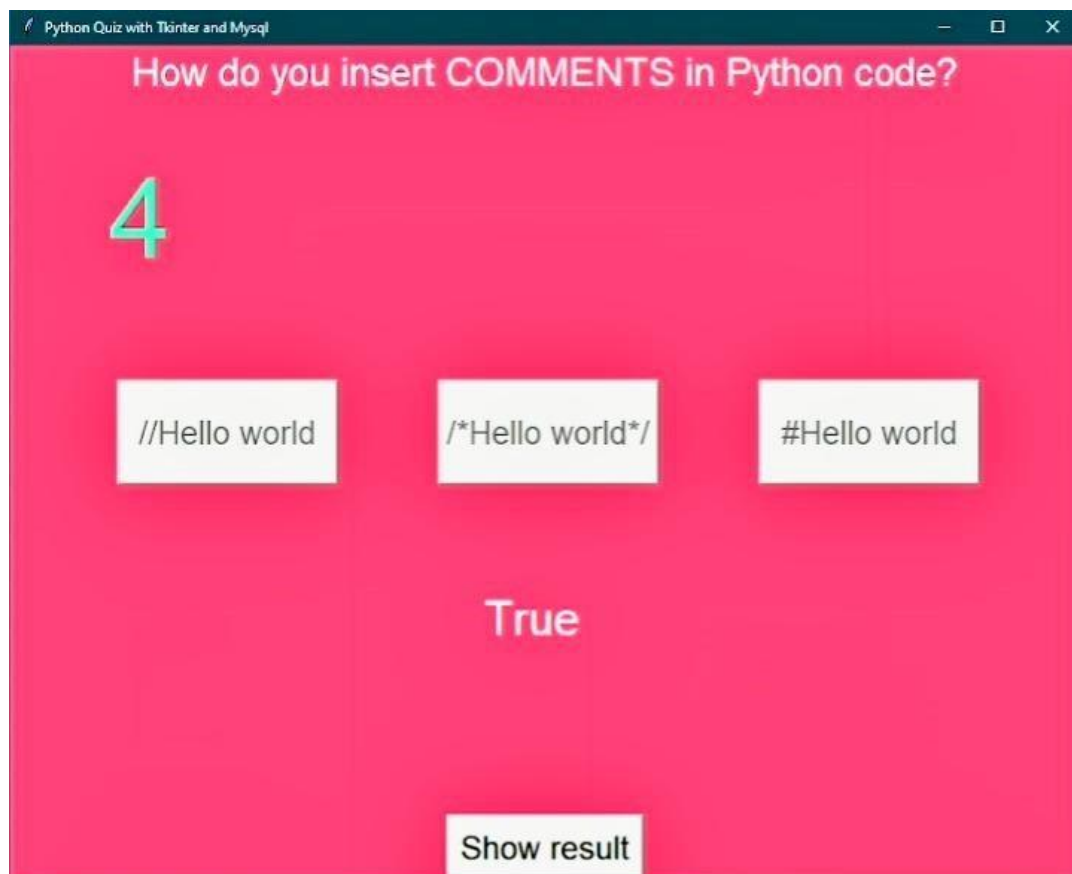 Python Quiz with Tkinter and Mysql
How do you insert COMMENTS in Python code?
4
//Hello world
/*Hello world*/
#Hello world
True
Show result